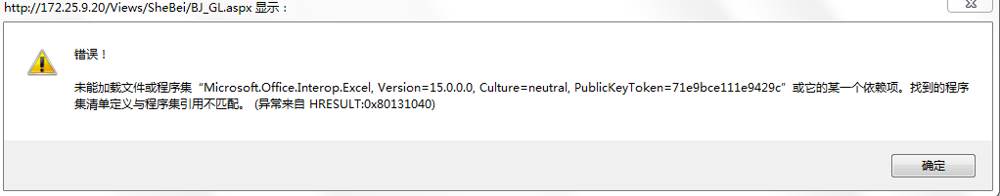 http://172.25.9.20/Views/SheBei/BJ_GL.aspx 显示：
错误！
未能加载文件或程序集“Microsoft.Office.Interop.Excel, Version=15.0.0.0, Culture=neutral, PublicKeyToken=71e9bce111e9429c”或它的某一个依赖项。找到的程序
集清单定义与程序集引用不匹配。 (异常来自 HRESULT:0x80131040)
确定